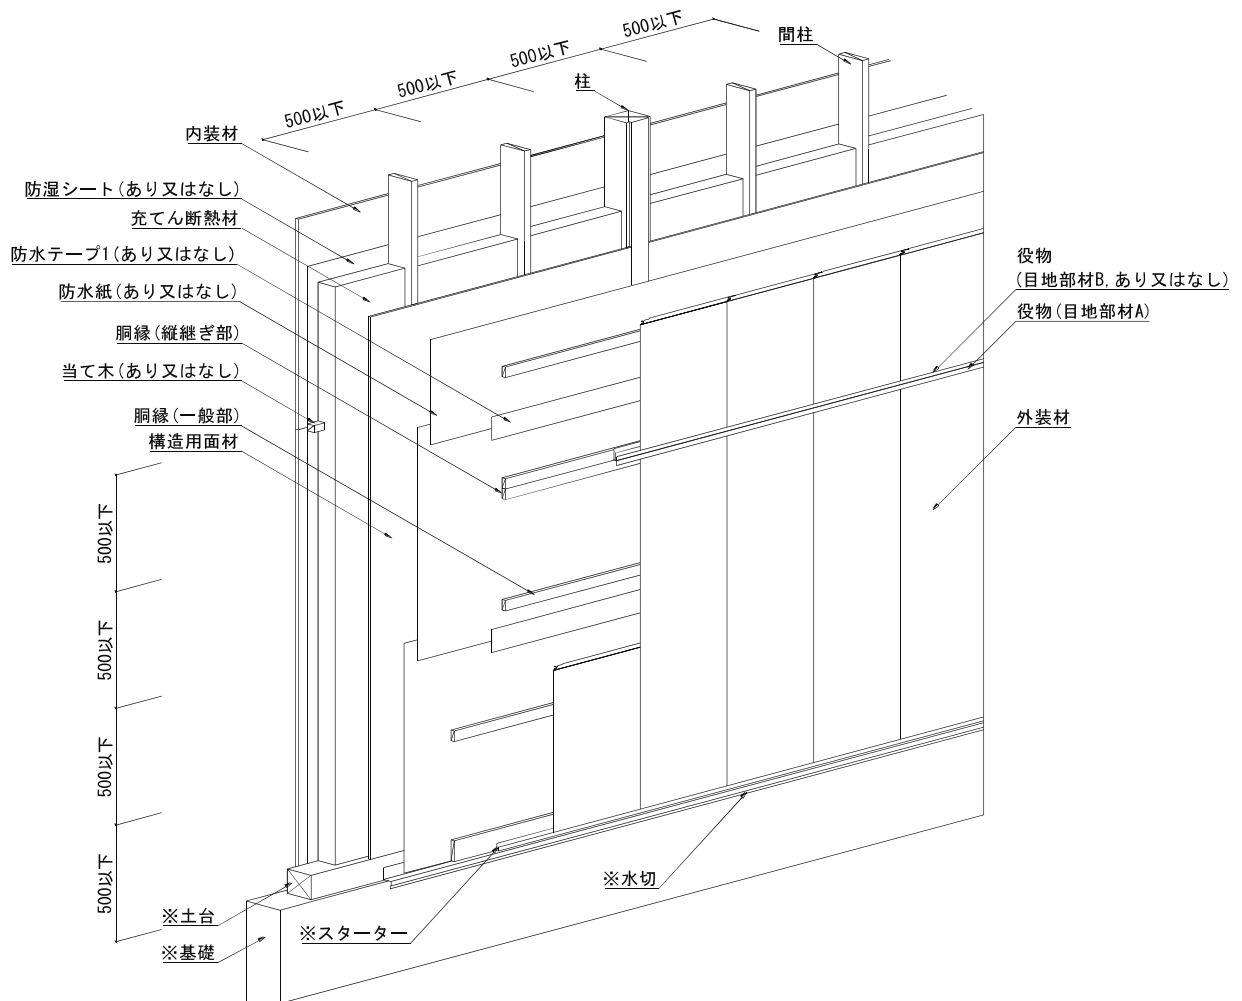 500以下
500以下
500以下
500以下
間柱
柱
内装材
防湿シート(あり又はなし)
充てん断熱材
防水テープ1(あり又はなし)
防水紙(あり又はなし)
胴縁(縦継ぎ部)
当て木(あり又はなし)
胴縁(一般部)
構造用面材
役物
(目地部材B,あり又はなし)
役物(目地部材A)
外装材
500以下
500以下
500以下
500以下
※水切
※土台
※スターター
※基礎